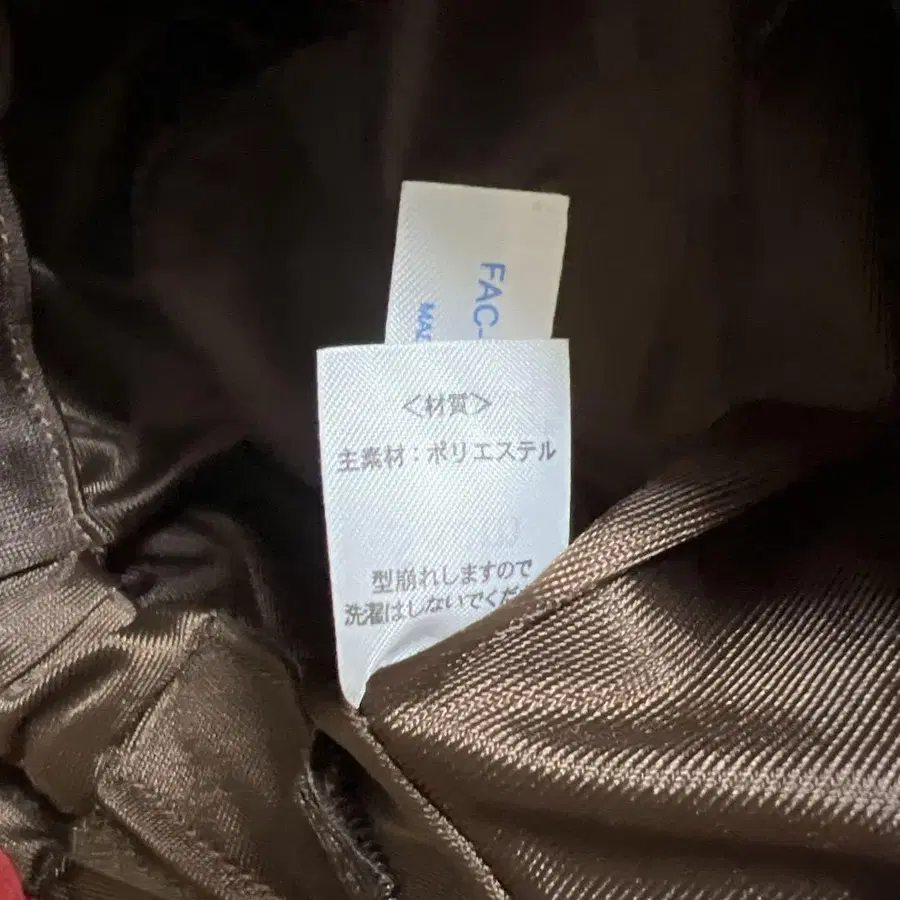 FAC-
MAD
<材質>
主素材：ポリエステル
型崩れしますので
洗濯はしないでくだ